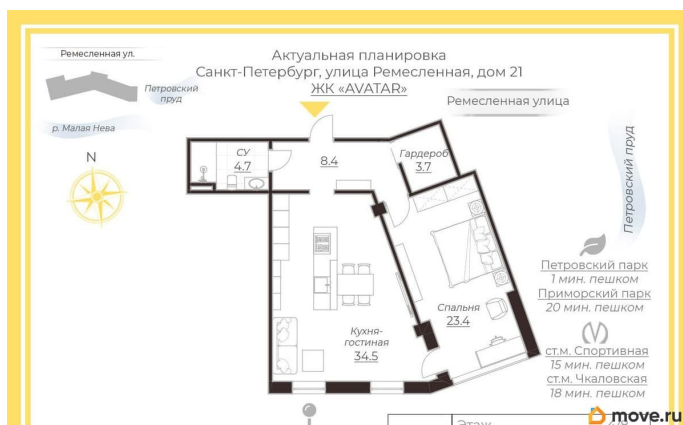 Актуальная планировка
Санкт-Петербург, улица Ремесленная, дом 21
ЖК «AVATAR»
Ремесленная ул.
Петровский
пруд
р. Малая Нева
N
Ремесленная улица
Петровский пруд
СУ
4.7
8.4
Гардероб
3.7
Спальня
23.4
Кухня-
гостиная
34.5
Петровский парк
1 мин. пешком
Приморский парк
20 мин. пешком
ст.м. Спортивная
15 мин. пешком
ст.м. Чкаловская
18 мин. пешком
Этаж
move.ru